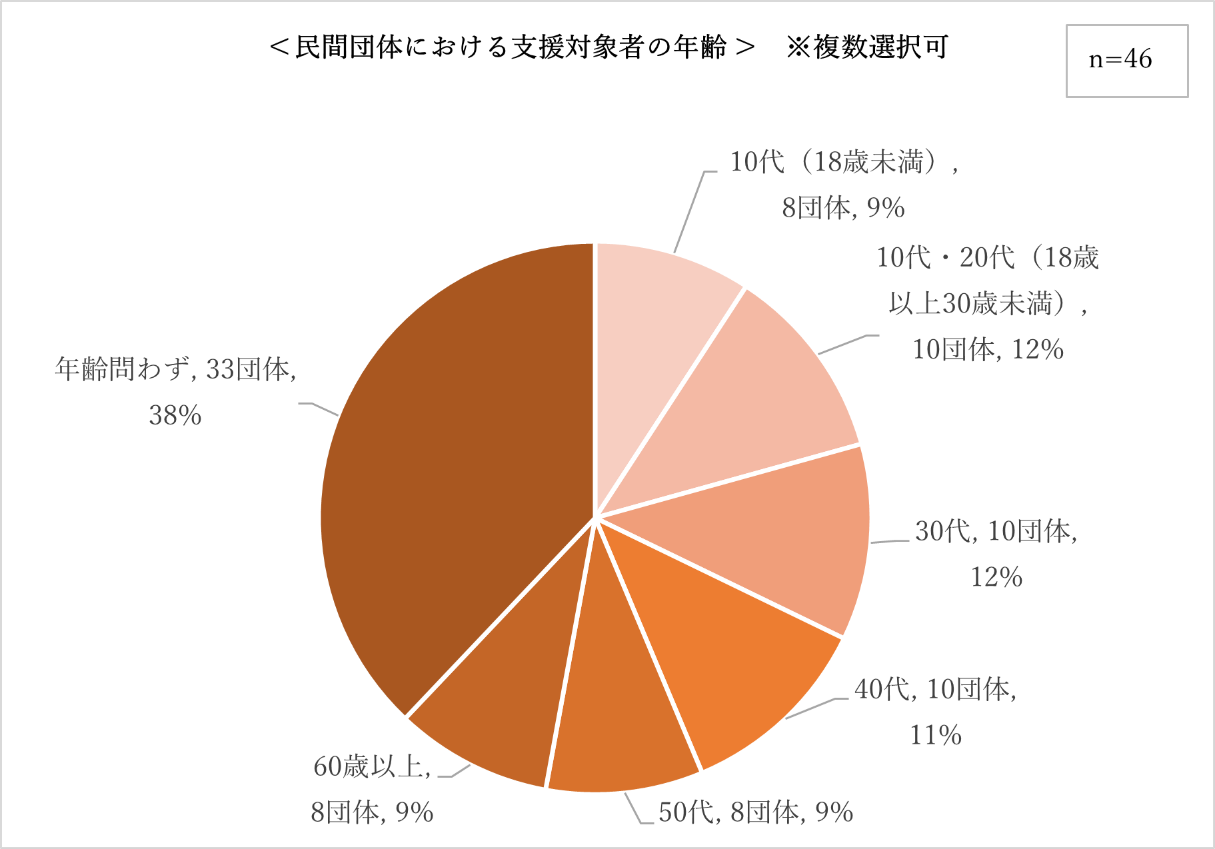 ＜民間団体における支援対象者の年齢＞　※複数選択可
n=46
10代（18歳未満）,
8団体, 9%
10代・20代（18歳
以上30歳未満）,
10団体, 12%
30代, 10団体,
12%
40代, 10団体,
11%
50代, 8団体, 9%
60歳以上,
8団体, 9%
年齢問わず, 33団体,
38%